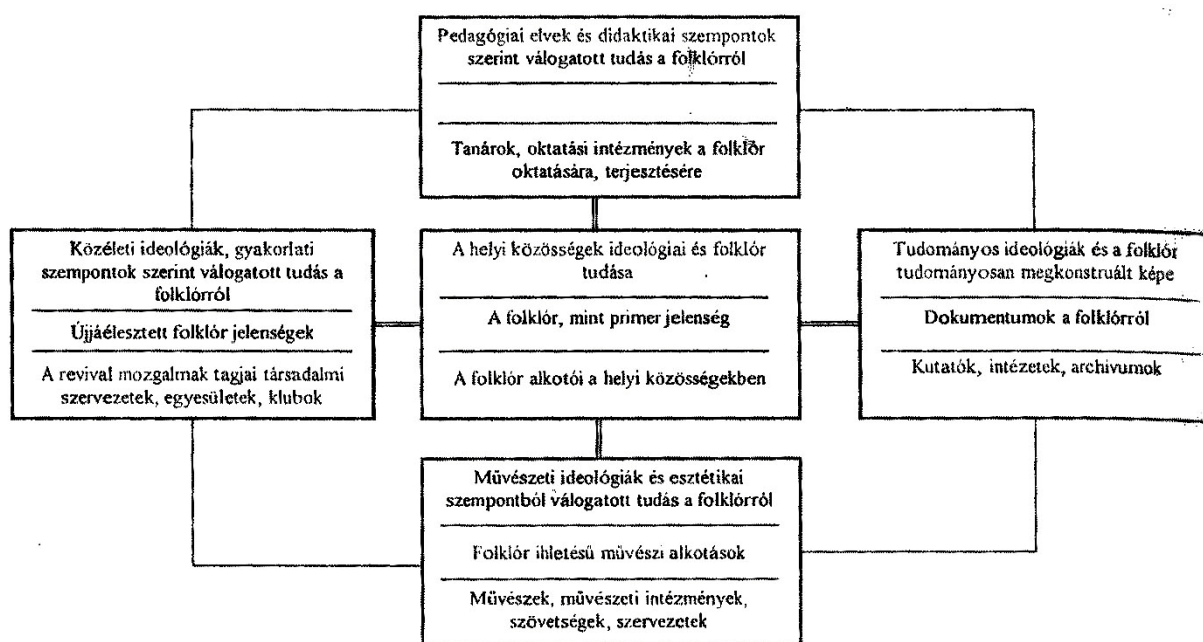 Pedagógiai elvek és didaktikai szempontok
szerint válogatott tudás a folklórról
Tanárok, oktatási intézmények a folklór
oktatására, terjesztésére
Közéleti ideológiák, gyakorlati
szempontok szerint válogatott tudás a
folklórról
Újjáélesztett folklór jelenségek
A revival mozgalmak tagjai társadalmi
szervezetek, egyesületek, klubok
A helyi közösségek ideológiai és folklór
tudása
A folklór, mint primer jelenség
A folklór alkotói a helyi közösségekben
Tudományos ideológiák és a folklór
tudományosan megkonstruált képe
Dokumentumok a folklórról
Kutatók, intézetek, archivumok
Művészeti ideológiák és esztétikai
szempontból válogatott tudás a folklórról
Folklór ihletésű művészi alkotások
Művészek, művészeti intézmények,
szövetségek, szervezetek